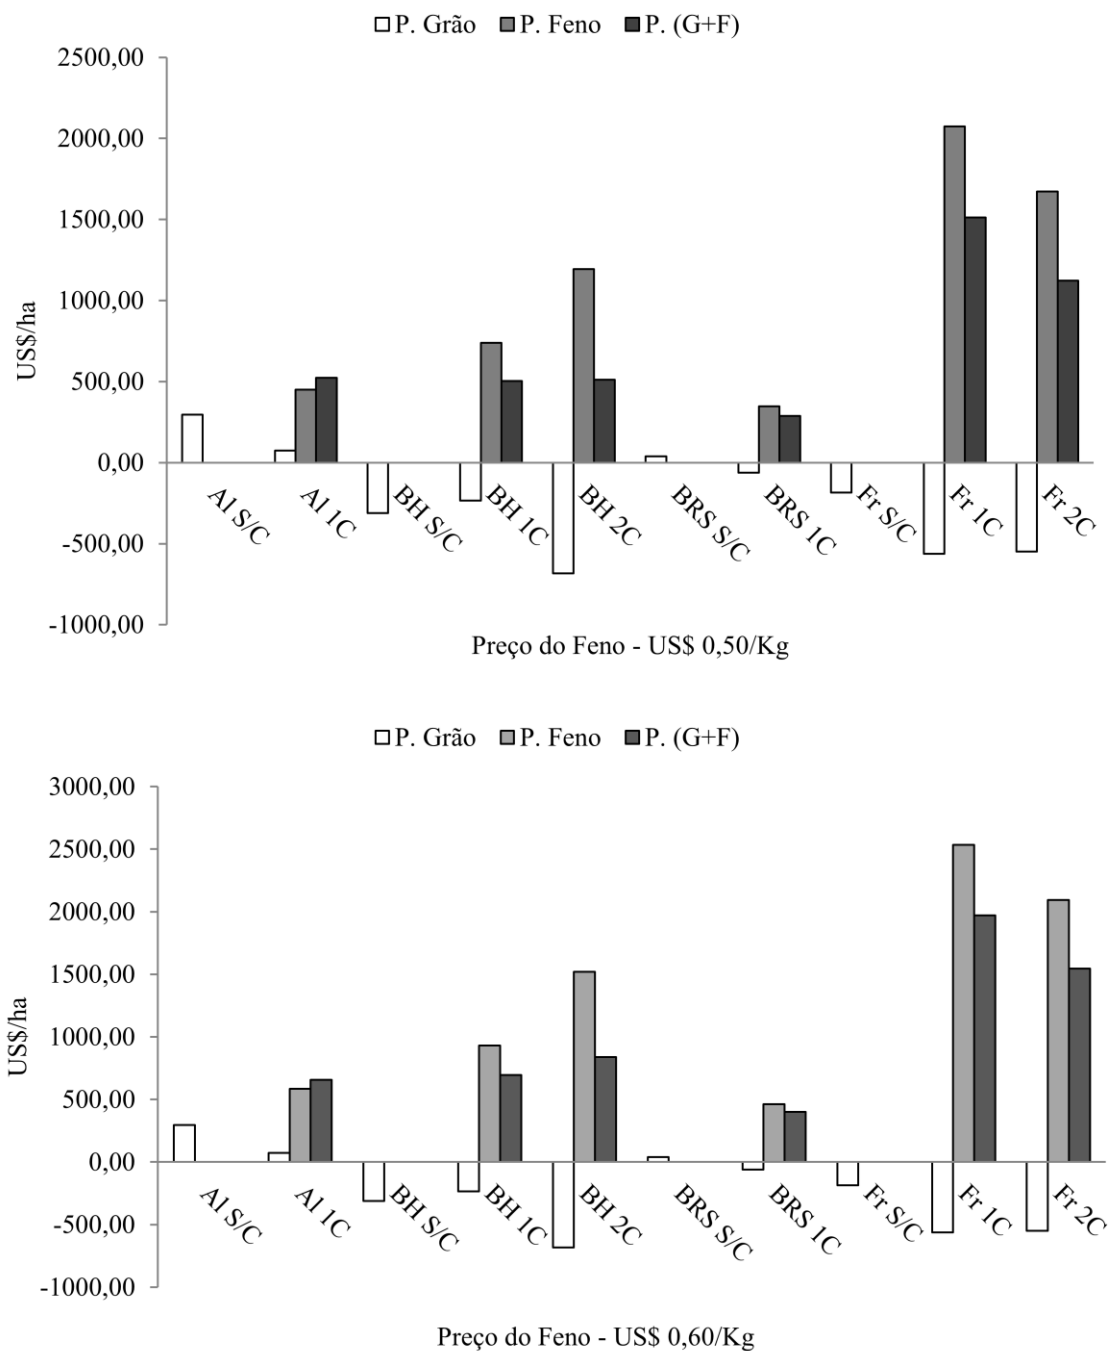 P. Grão P. Feno P. (G+F)
2500,00
2000,00
1500,00
1000,00
500,00
0,00
-500,00
-1000,00
US$/ha
Al S/C
Al 1C
BH S/C
BH 1C
BH 2C
BRS S/C
BRS 1C
Fr S/C
Fr 1C
Fr 2C
Preço do Feno - US$ 0,50/Kg
P. Grão P. Feno P. (G+F)
3000,00
2500,00
2000,00
1500,00
1000,00
500,00
0,00
-500,00
-1000,00
US$/ha
Al S/C
Al 1C
BH S/C
BH 1C
BH 2C
BRS S/C
BRS 1C
Fr S/C
Fr 1C
Fr 2C
Preço do Feno - US$ 0,60/Kg